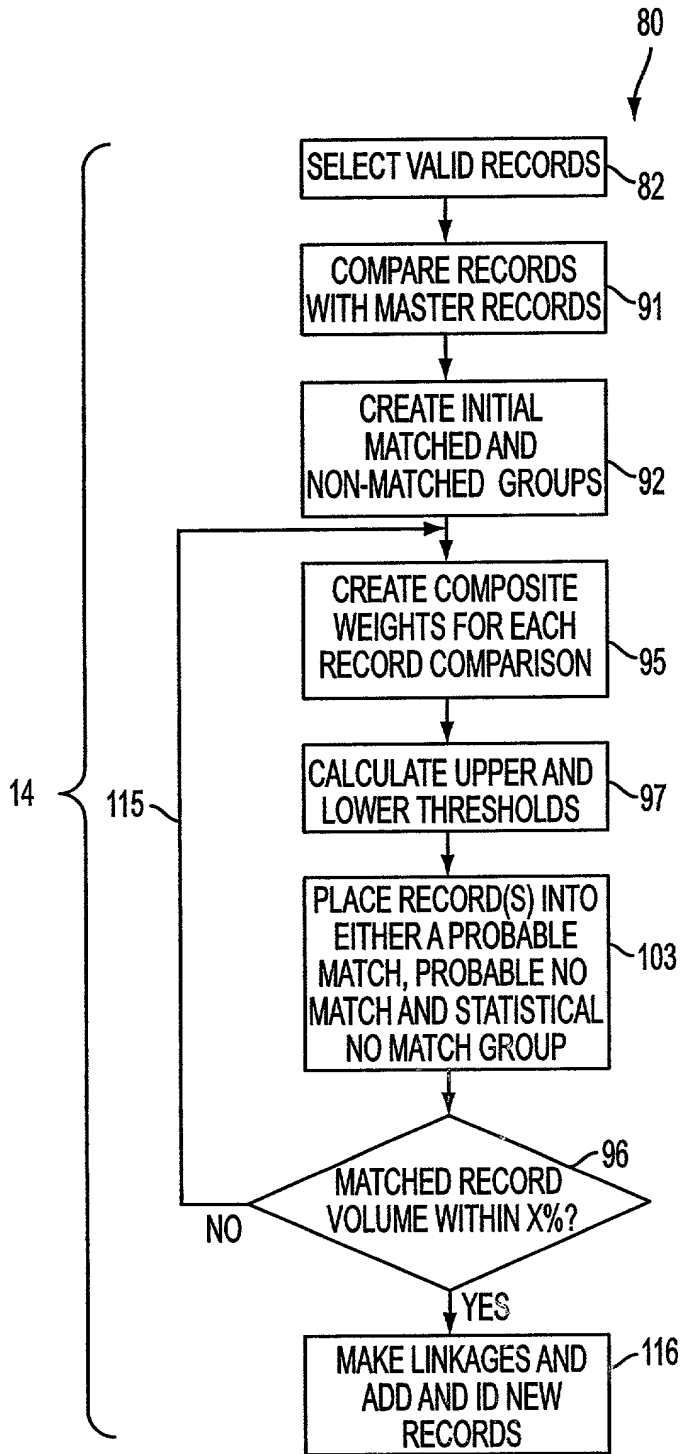 80
SELECT VALID RECORDS
82
COMPARE RECORDS
WITH MASTER RECORDS
91
CREATE INITIAL
MATCHED AND
NON-MATCHED GROUPS
92
CREATE COMPOSITE
WEIGHTS FOR EACH
RECORD COMPARISON
95
CALCULATE UPPER AND
LOWER THRESHOLDS
97
14
115
PLACE RECORD(S) INTO
EITHER A PROBABLE
MATCH, PROBABLE NO
MATCH AND STATISTICAL
NO MATCH GROUP
103
96
MATCHED RECORD
VOLUME WITHIN X%?
NO
YES
MAKE LINKAGES AND
ADD AND ID NEW
RECORDS
116